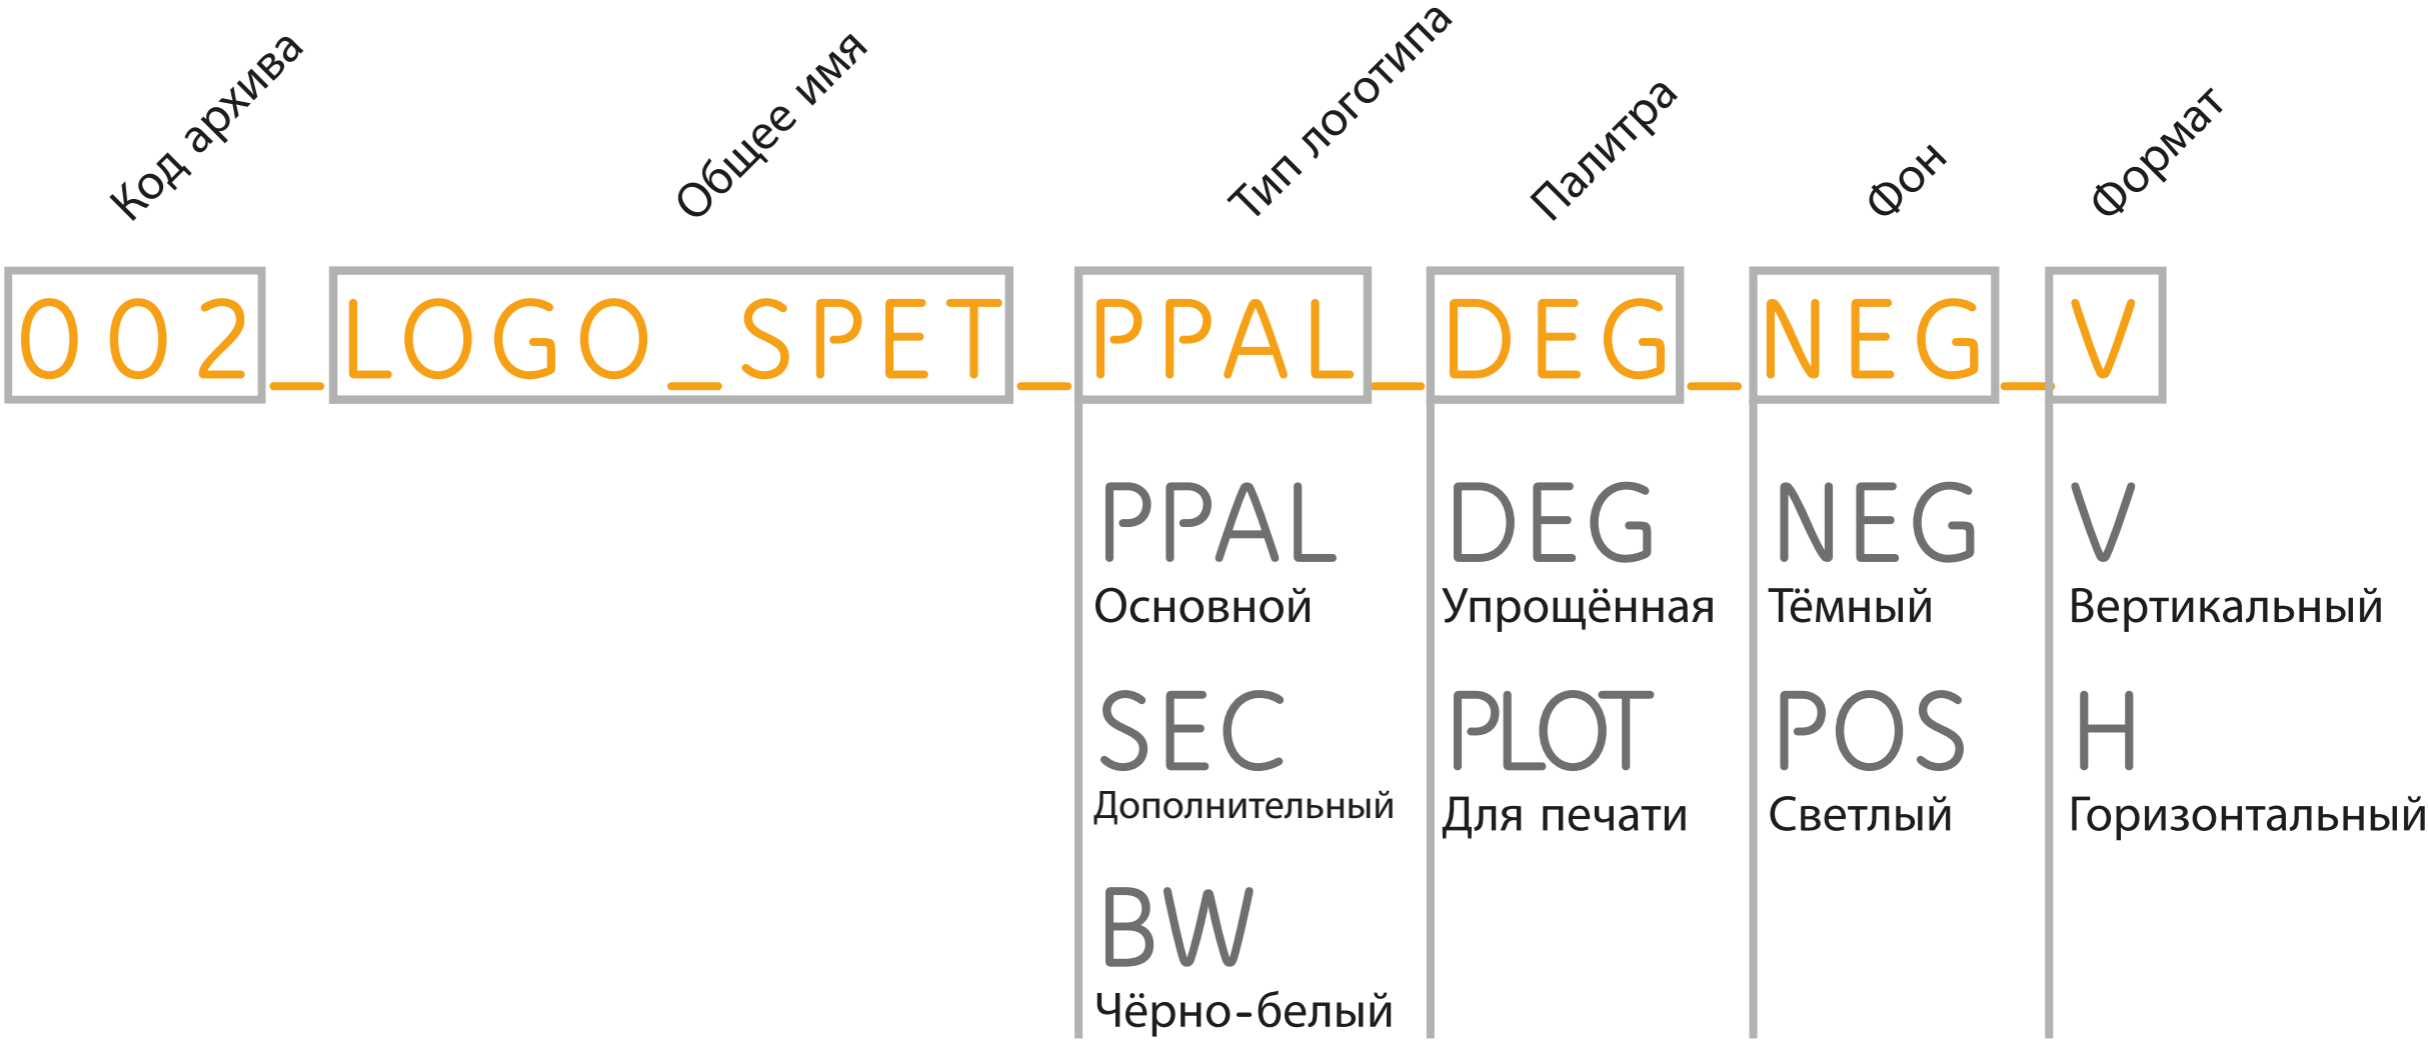 Код архива Общее имя Тип логотипа Палитра Фон Формат
002_LOGO_SPET_PPAL_DEG_NEG_V
PPAL DEG NEG V
Основной Упрощённая Тёмный Вертикальный
SEC PLOT POS H
Дополнительный Для печати Светлый Горизонтальный
BW
Чёрно-белый